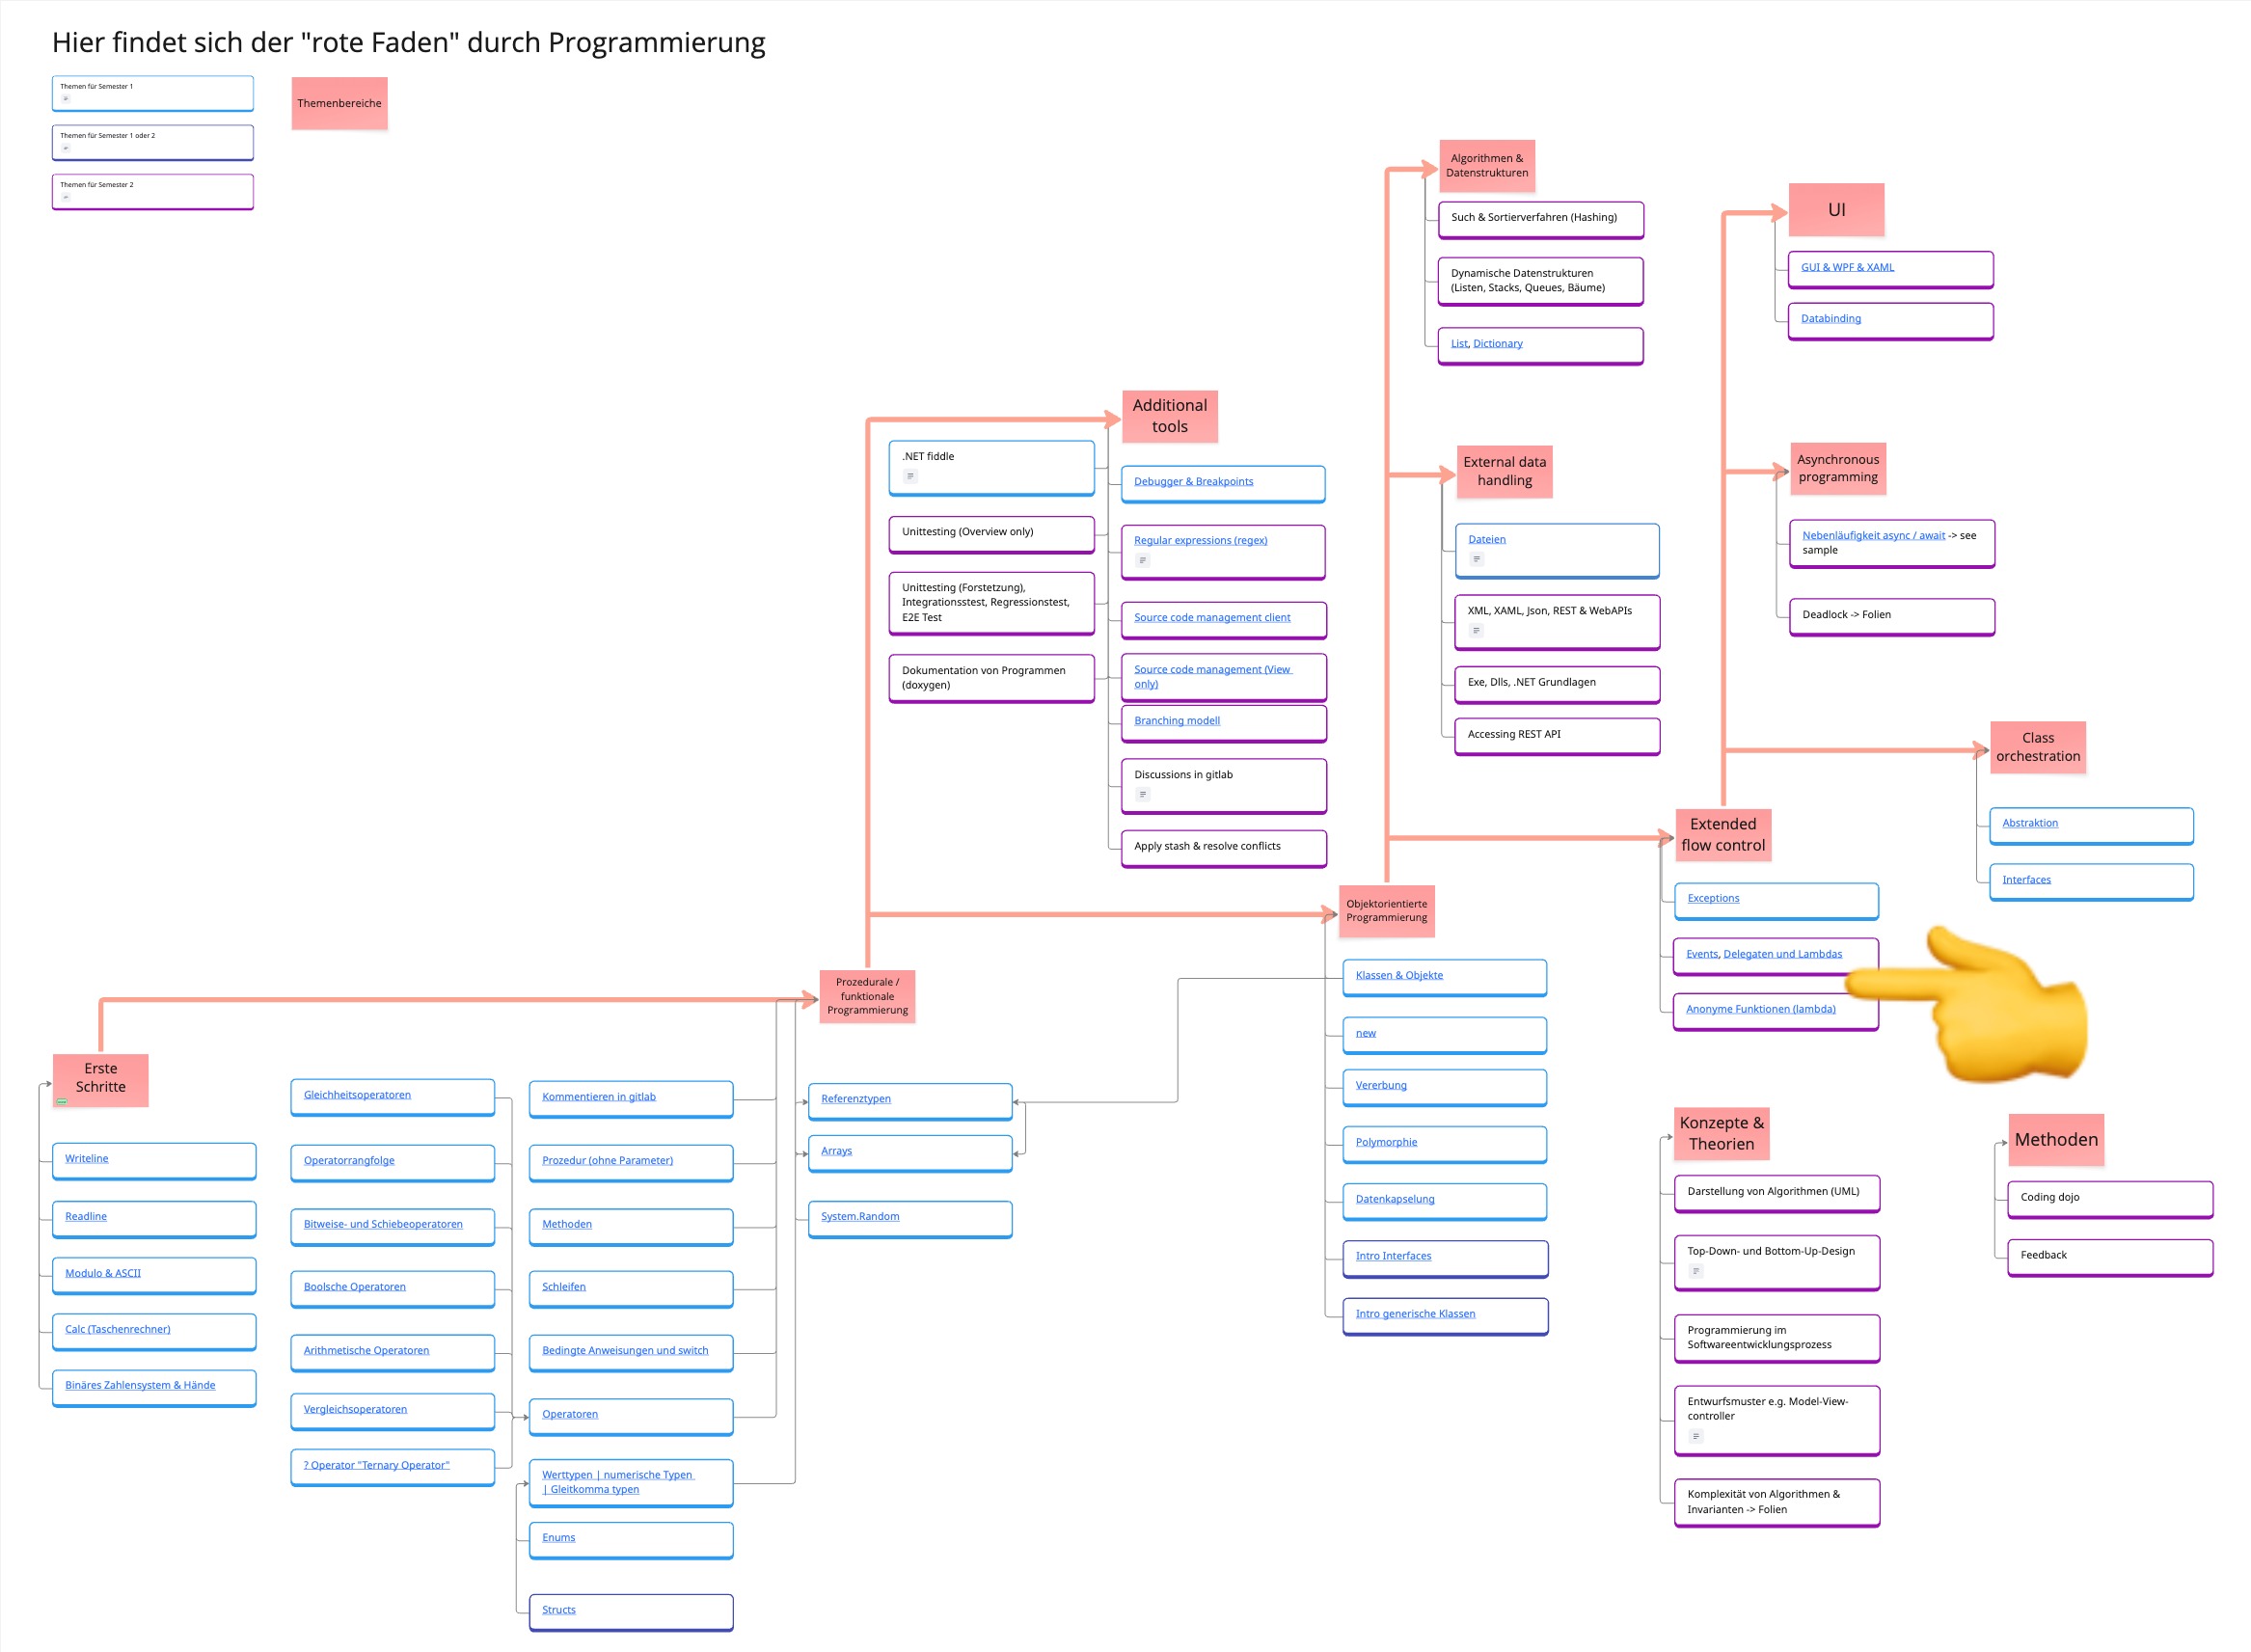 Hier findet sich der "rote Faden" durch Programmierung
Themen für Semester 1
Themen für Semester 1 oder 2
Themen für Semester 2
Themenbereiche
Algorithmen &
Datenstrukturen
Such & Sortierverfahren (Hashing)
Dynamische Datenstrukturen
(Listen, Stacks, Queues, Bäume)
List, Dictionary
UI
GUI & WPF & XAML
Databinding
Additional
tools
.NET fiddle
Unittesting (Overview only)
Unittesting (Forstetzung),
Integrationsstest, Regressionstest,
E2E Test
Dokumentation von Programmen
(doxygen)
Debugger & Breakpoints
Regular expressions (regex)
Source code management client
Source code management (View
only)
Branching modell
Discussions in gitlab
Apply stash & resolve conflicts
External data
handling
Dateien
XML, XAML, Json, REST & WebAPIs
Exe, Dlls, .NET Grundlagen
Accessing REST API
Asynchronous
programming
Nebenläufigkeit async / await -> see
sample
Deadlock -> Folien
Class
orchestration
Abstraktion
Interfaces
Extended
flow control
Exceptions
Events, Delegaten und Lambdas
Anonyme Funktionen (lambda)
Objektorientierte
Programmierung
Klassen & Objekte
new
Vererbung
Polymorphie
Datenkapselung
Intro Interfaces
Intro generische Klassen
Prozedurale /
funktionale
Programmierung
Referenztypen
Arrays
System.Random
Erste
Schritte
Writeline
Readline
Modulo & ASCII
Calc (Taschenrechner)
Binäres Zahlensystem & Hände
Gleichheitsoperatoren
Operatorrangfolge
Bitweise- und Schiebeoperatoren
Boolsche Operatoren
Arithmetische Operatoren
Vergleichsoperatoren
? Operator "Ternary Operator"
Kommentieren in gitlab
Prozedur (ohne Parameter)
Methoden
Schleifen
Bedingte Anweisungen und switch
Operatoren
Werttypen | numerische Typen
| Gleitkomma typen
Enums
Structs
Konzepte &
Theorien
Darstellung von Algorithmen (UML)
Top-Down- und Bottom-Up-Design
Programmierung im
Softwareentwicklungsprozess
Entwurfsmuster e.g. Model-View-
controller
Komplexität von Algorithmen &
Invarianten -> Folien
Methoden
Coding dojo
Feedback